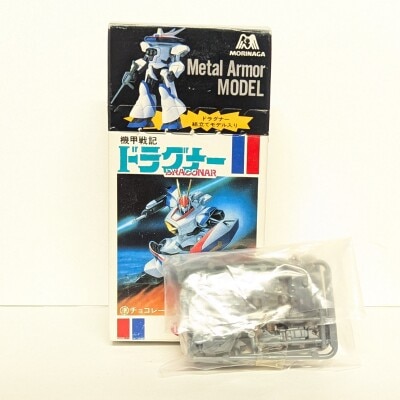 MORINAGA
Metal Armor
MODEL
ドラグナー
組立てモデル入り
機甲戦記
ドラグナー
DRAGONAR
チョコレー